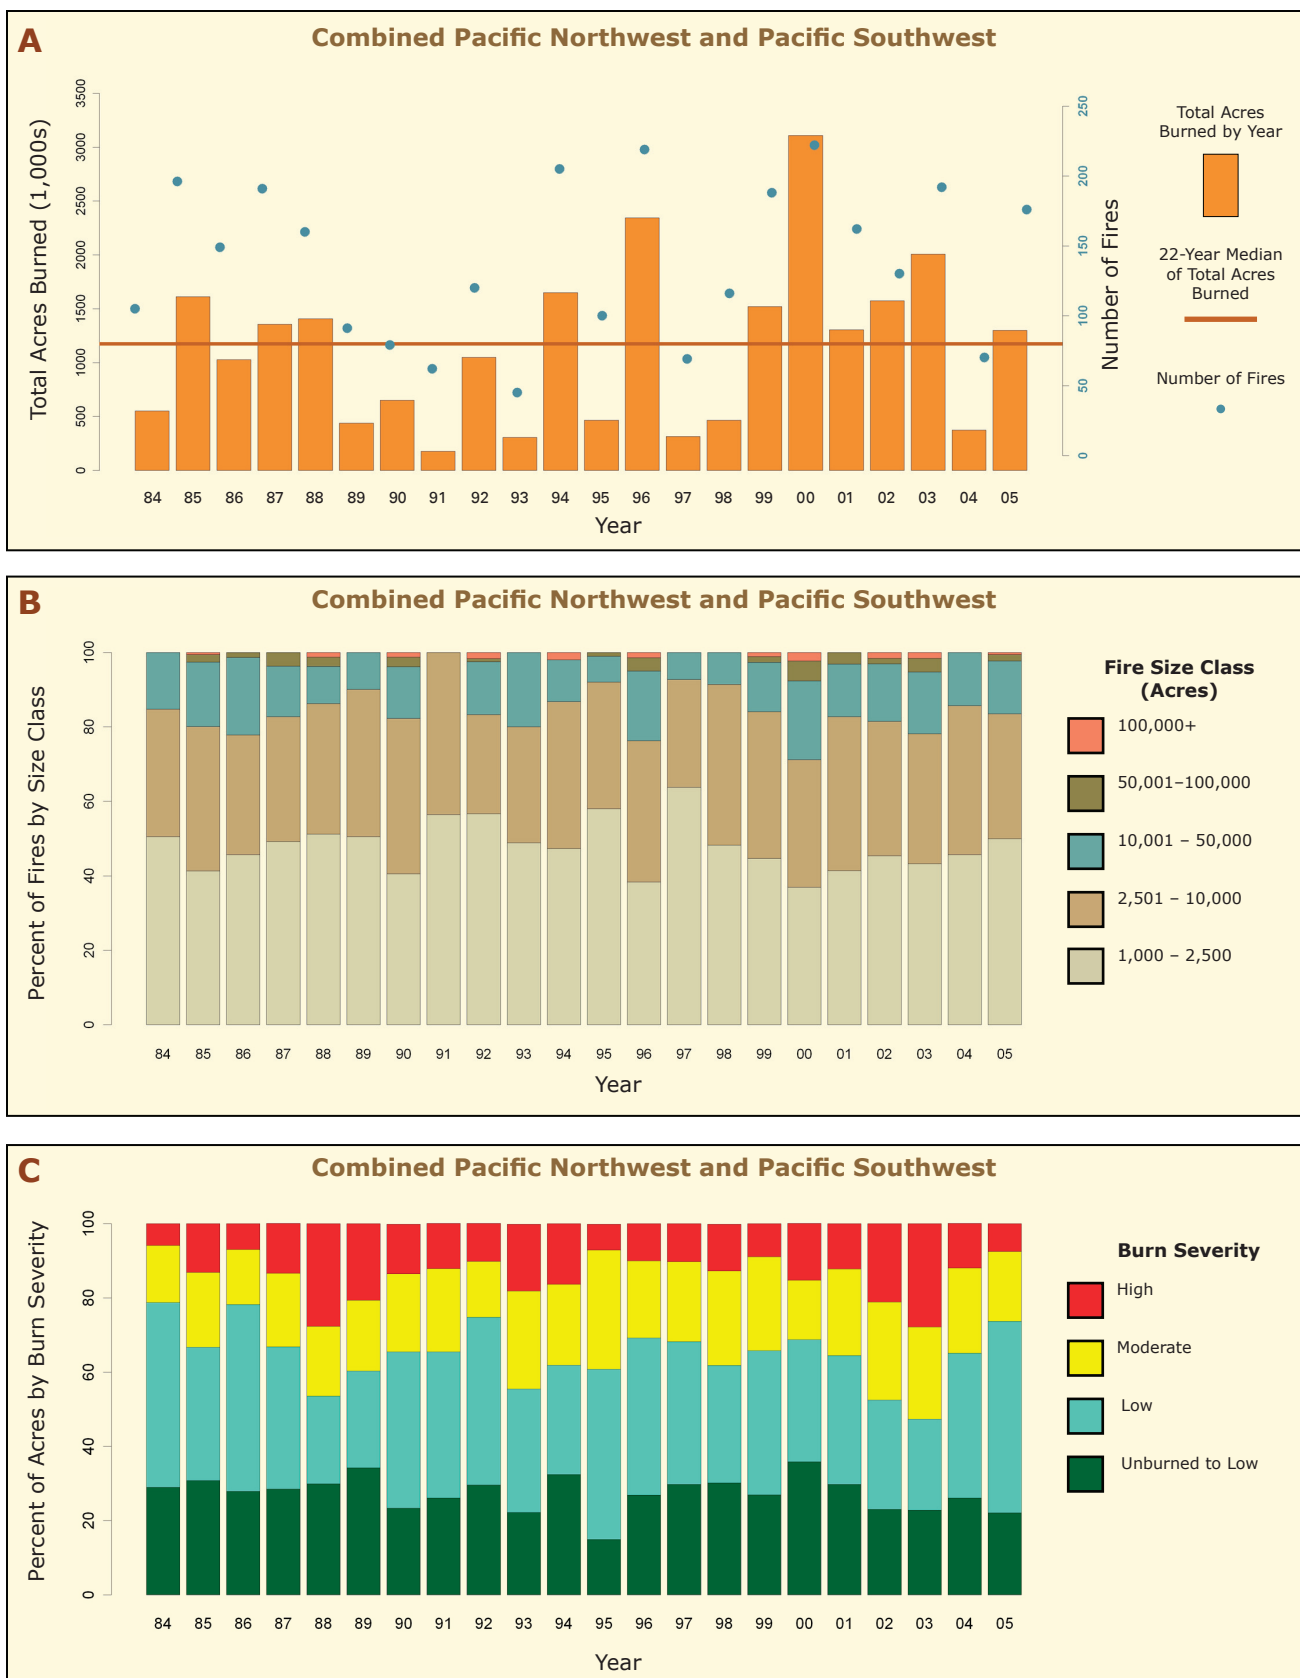 A
Combined Pacific Northwest and Pacific Southwest
Total Acres Burned (1,000s)
3500
3000
2500
2000
1500
1000
500
0
250
200
150
100
50
0
Number of Fires
84 85 86 87 88 89 90 91 92 93 94 95 96 97 98 99 00 01 02 03 04 05
Year
Total Acres
Burned by Year
22-Year Median
of Total Acres
Burned
Number of Fires
B
Combined Pacific Northwest and Pacific Southwest
Percent of Fires by Size Class
100
80
60
40
20
0
84 85 86 87 88 89 90 91 92 93 94 95 96 97 98 99 00 01 02 03 04 05
Year
Fire Size Class
(Acres)
100,000+
50,001–100,000
10,001 – 50,000
2,501 – 10,000
1,000 – 2,500
C
Combined Pacific Northwest and Pacific Southwest
Percent of Acres by Burn Severity
100
80
60
40
20
0
84 85 86 87 88 89 90 91 92 93 94 95 96 97 98 99 00 01 02 03 04 05
Year
Burn Severity
High
Moderate
Low
Unburned to Low